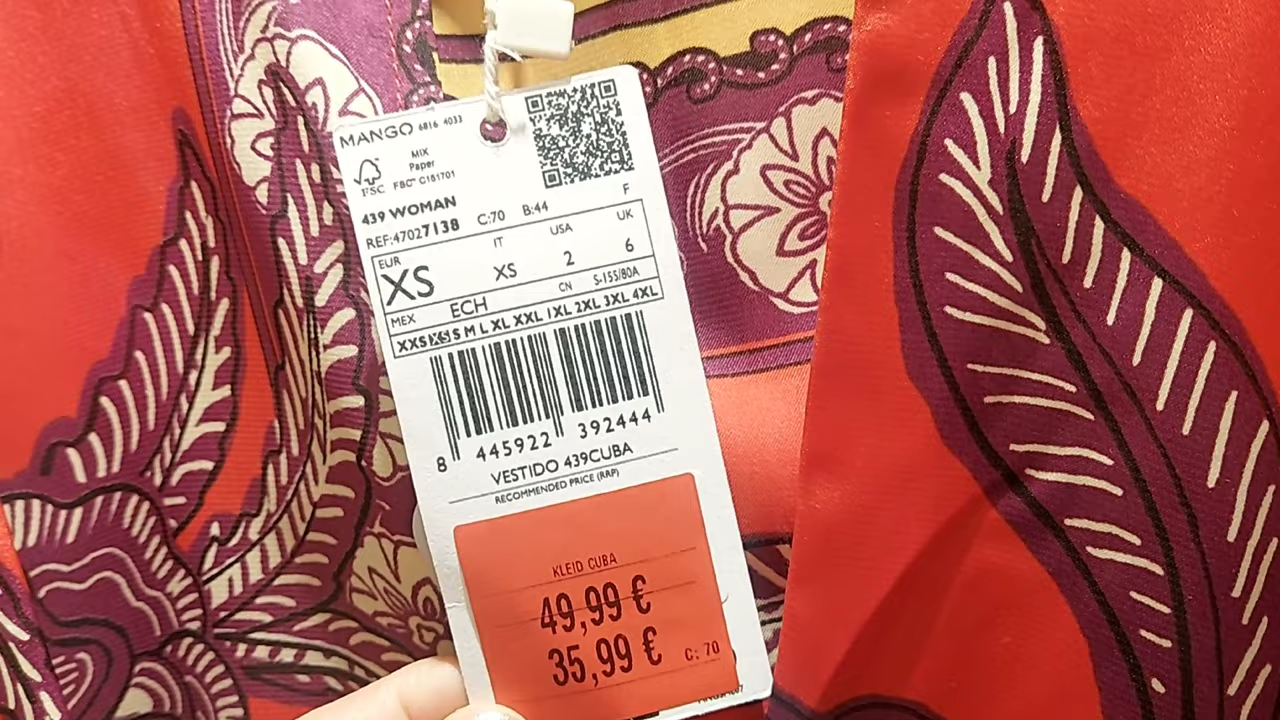 MANGO 6816 4033
MIX
Paper
FSC
FBC™ C151701
F
439 WOMAN
REF:47027138 C:70 B:44
EUR IT USA UK
XS XS 2 6
MEX ECH CN S-155/80A
XXS XS S M L XL XXL 1XL 2XL 3XL 4XL
8 445922 392444
VESTIDO 439CUBA
RECOMMENDED PRICE (RRP)
KLEID CUBA
49,99 €
35,99 € C: 70